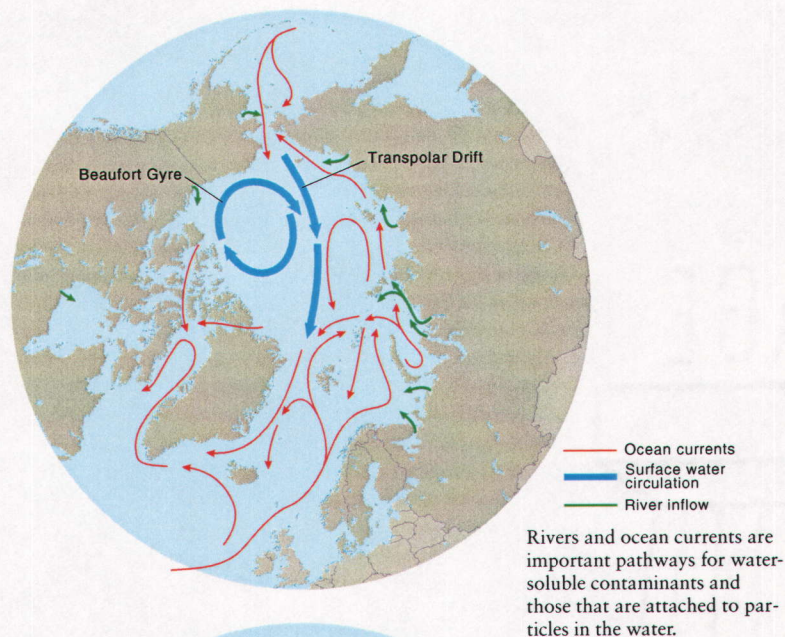 Beaufort Gyre
Transpolar Drift
Ocean currents
Surface water
circulation
River inflow
Rivers and ocean currents are
important pathways for water-
soluble contaminants and
those that are attached to par-
ticles in the water.